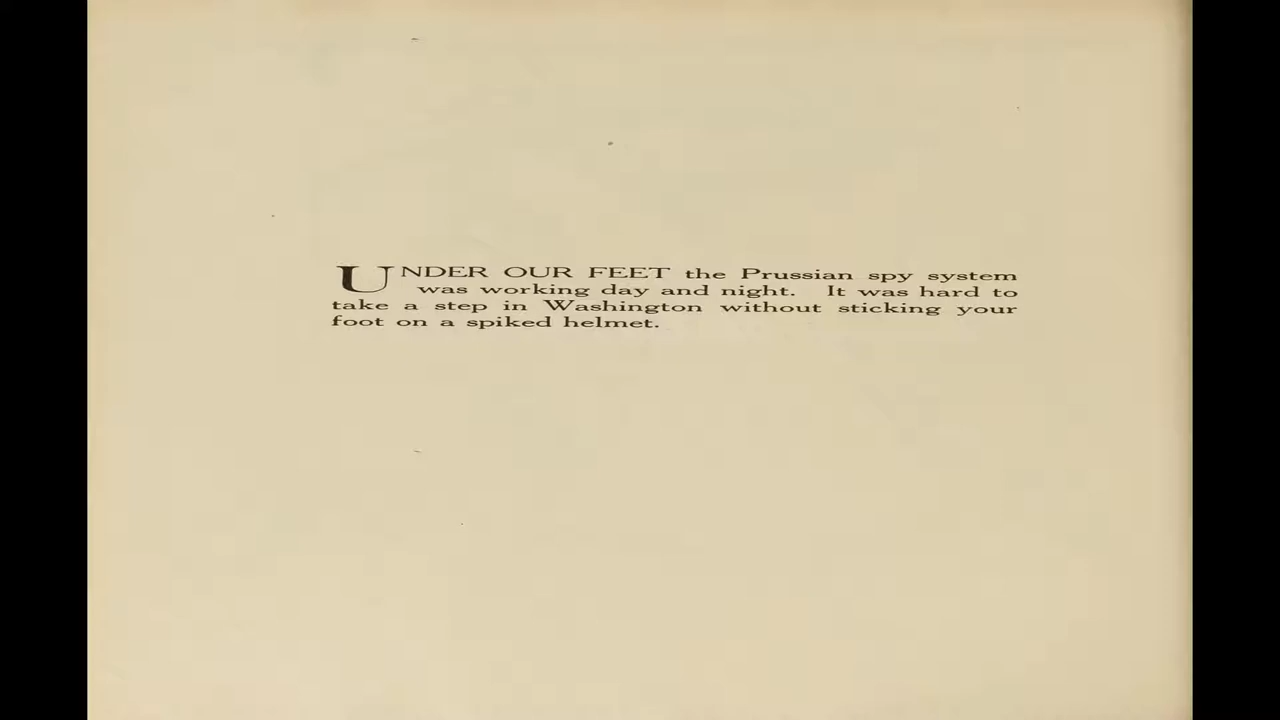 UNDER OUR FEET the Prussian spy system
was working day and night. It was hard to
take a step in Washington without sticking your
foot on a spiked helmet.